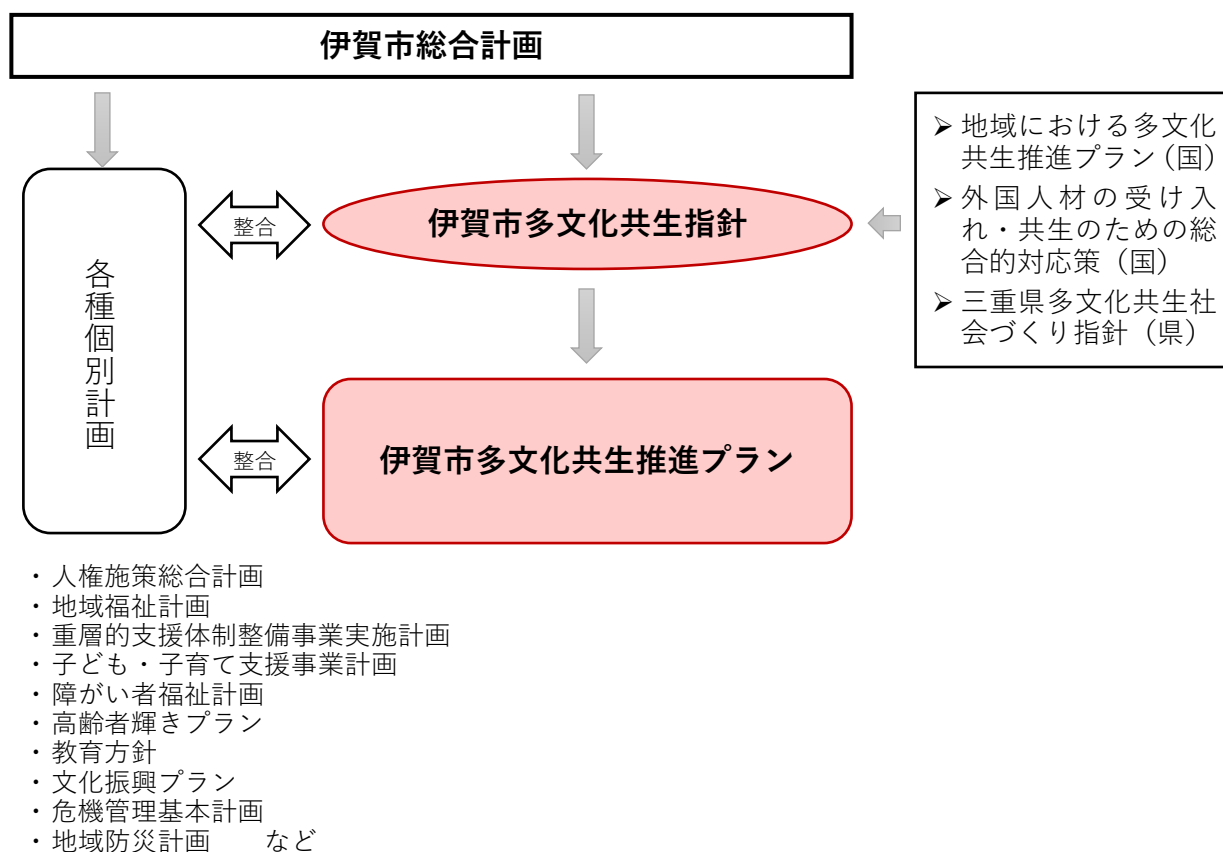 伊賀市総合計画
➢ 地域における多文化
共生推進プラン（国）
➢ 外国人材の受け入
れ・共生のための総
合的対応策（国）
➢ 三重県多文化共生社
会づくり指針（県）
整合
伊賀市多文化共生指針
各種個別計画
整合
伊賀市多文化共生推進プラン
・人権施策総合計画
・地域福祉計画
・重層的支援体制整備事業実施計画
・子ども・子育て支援事業計画
・障がい者福祉計画
・高齢者輝きプラン
・教育方針
・文化振興プラン
・危機管理基本計画
・地域防災計画　　など